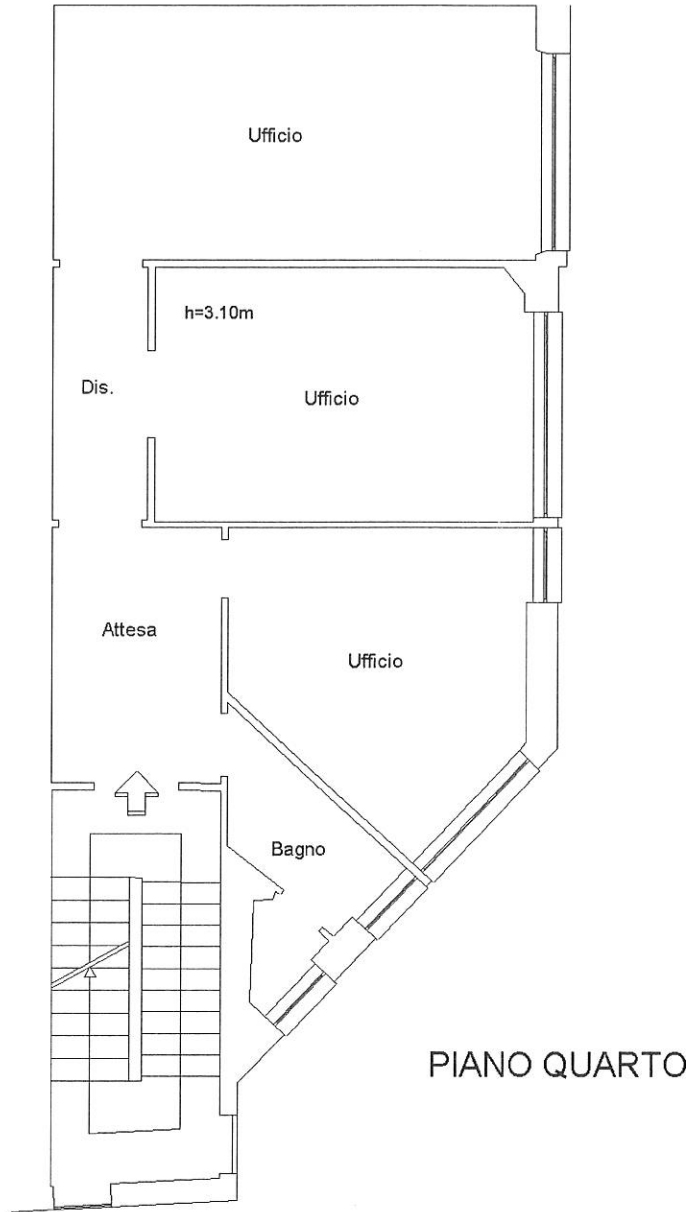 Ufficio
h=3.10m
Dis.
Ufficio
Attesa
Ufficio
Bagno
PIANO QUARTO